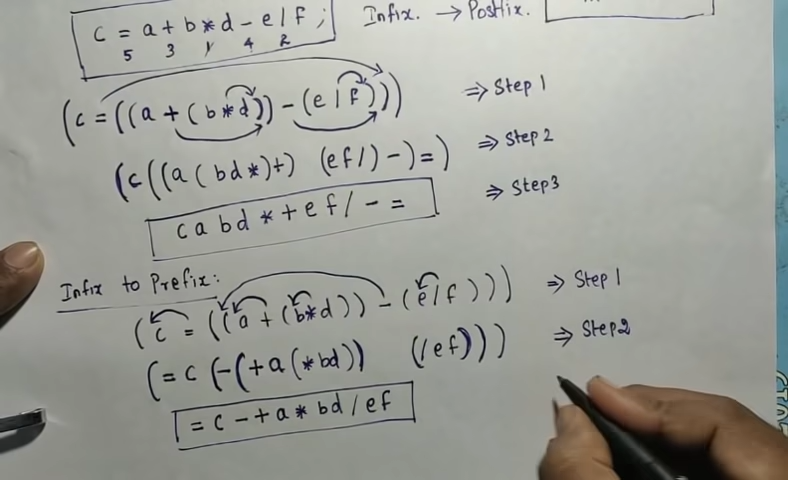 c = a + b * d - e / f ; Infix. → Postfix.
5 3 1 4 2
(c = ((a + (b * d)) - (e / f))) ⇒ Step 1
(c ((a (bd*)+) (ef/) -) = ) ⇒ Step 2
c a b d * + e f / - = ⇒ Step3
Infix to Prefix:
(c = ((a + (b * d)) - (e / f))) ⇒ Step 1
(= c (-(+a(*bd)) (/ef))) ⇒ Step2
= c - + a * bd / ef